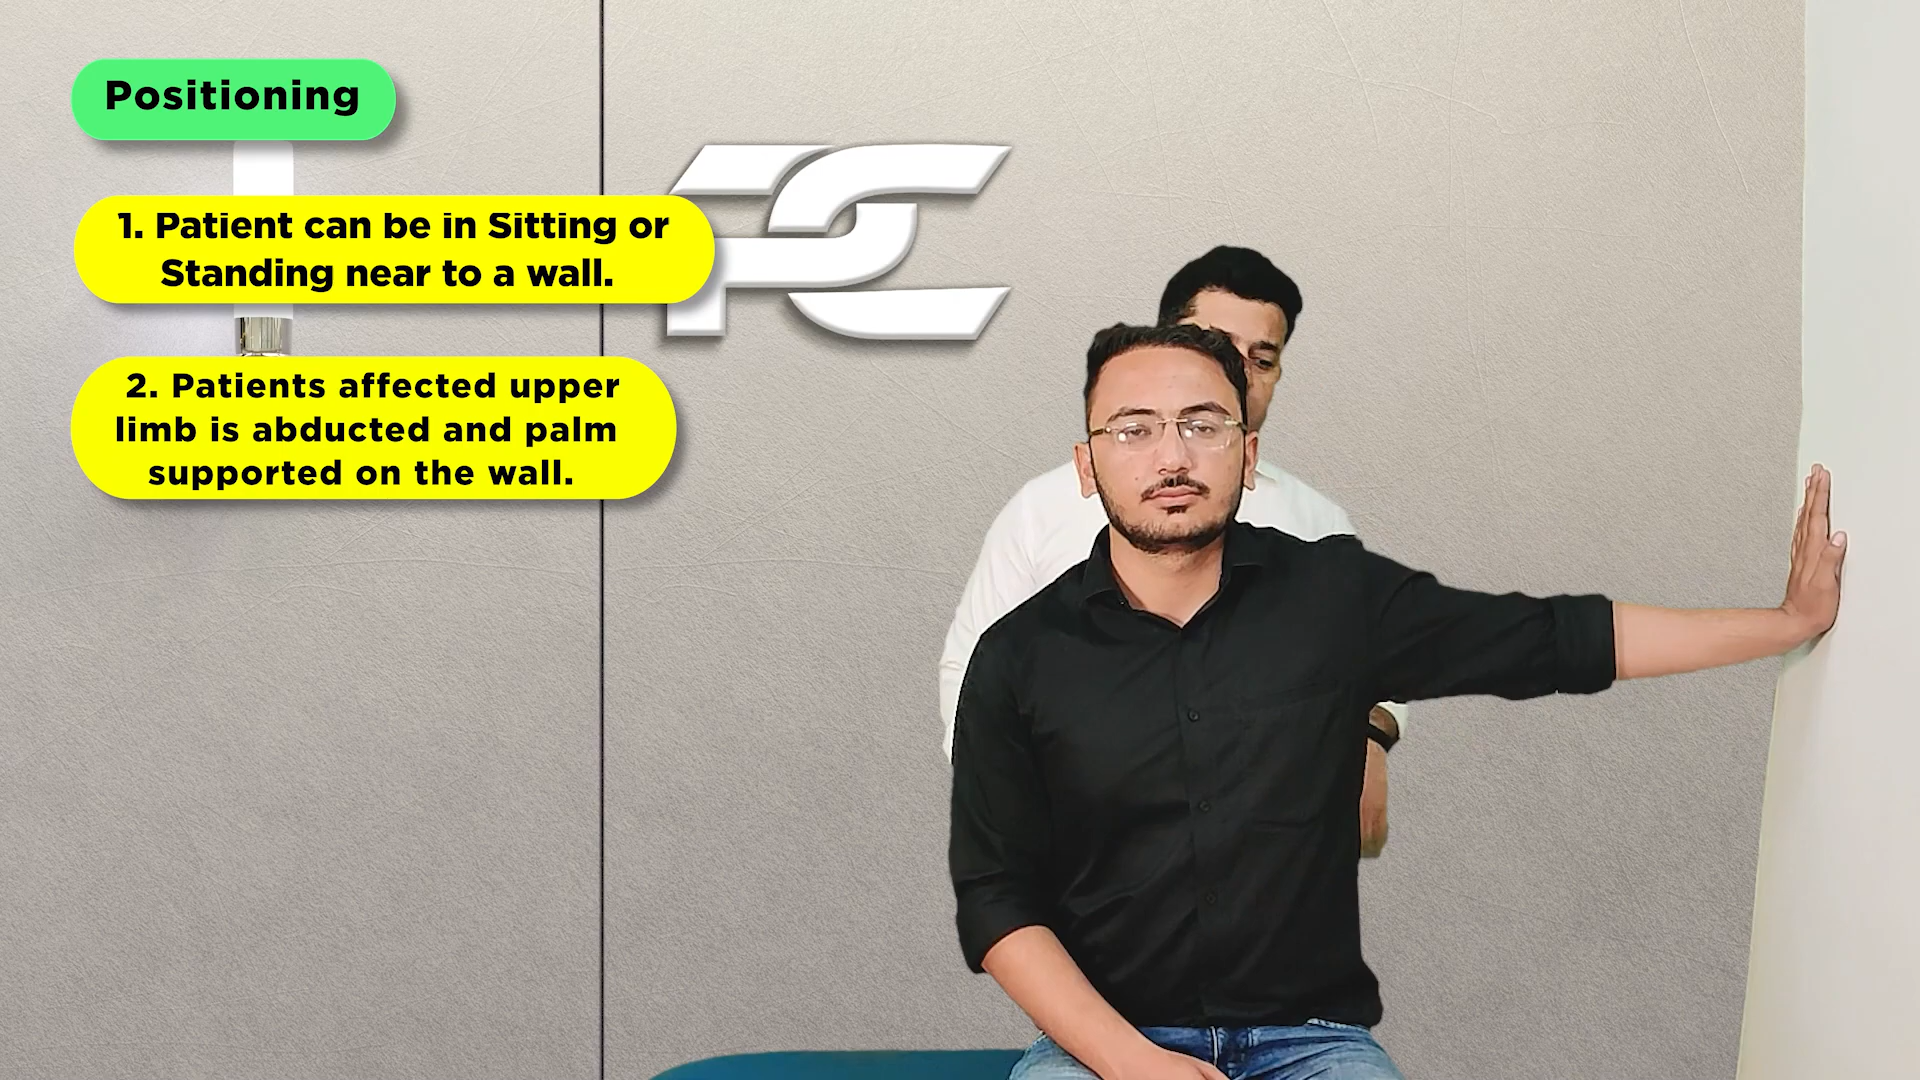 Positioning
1. Patient can be in Sitting or
Standing near to a wall.
PC
2. Patients affected upper
limb is abducted and palm
supported on the wall.